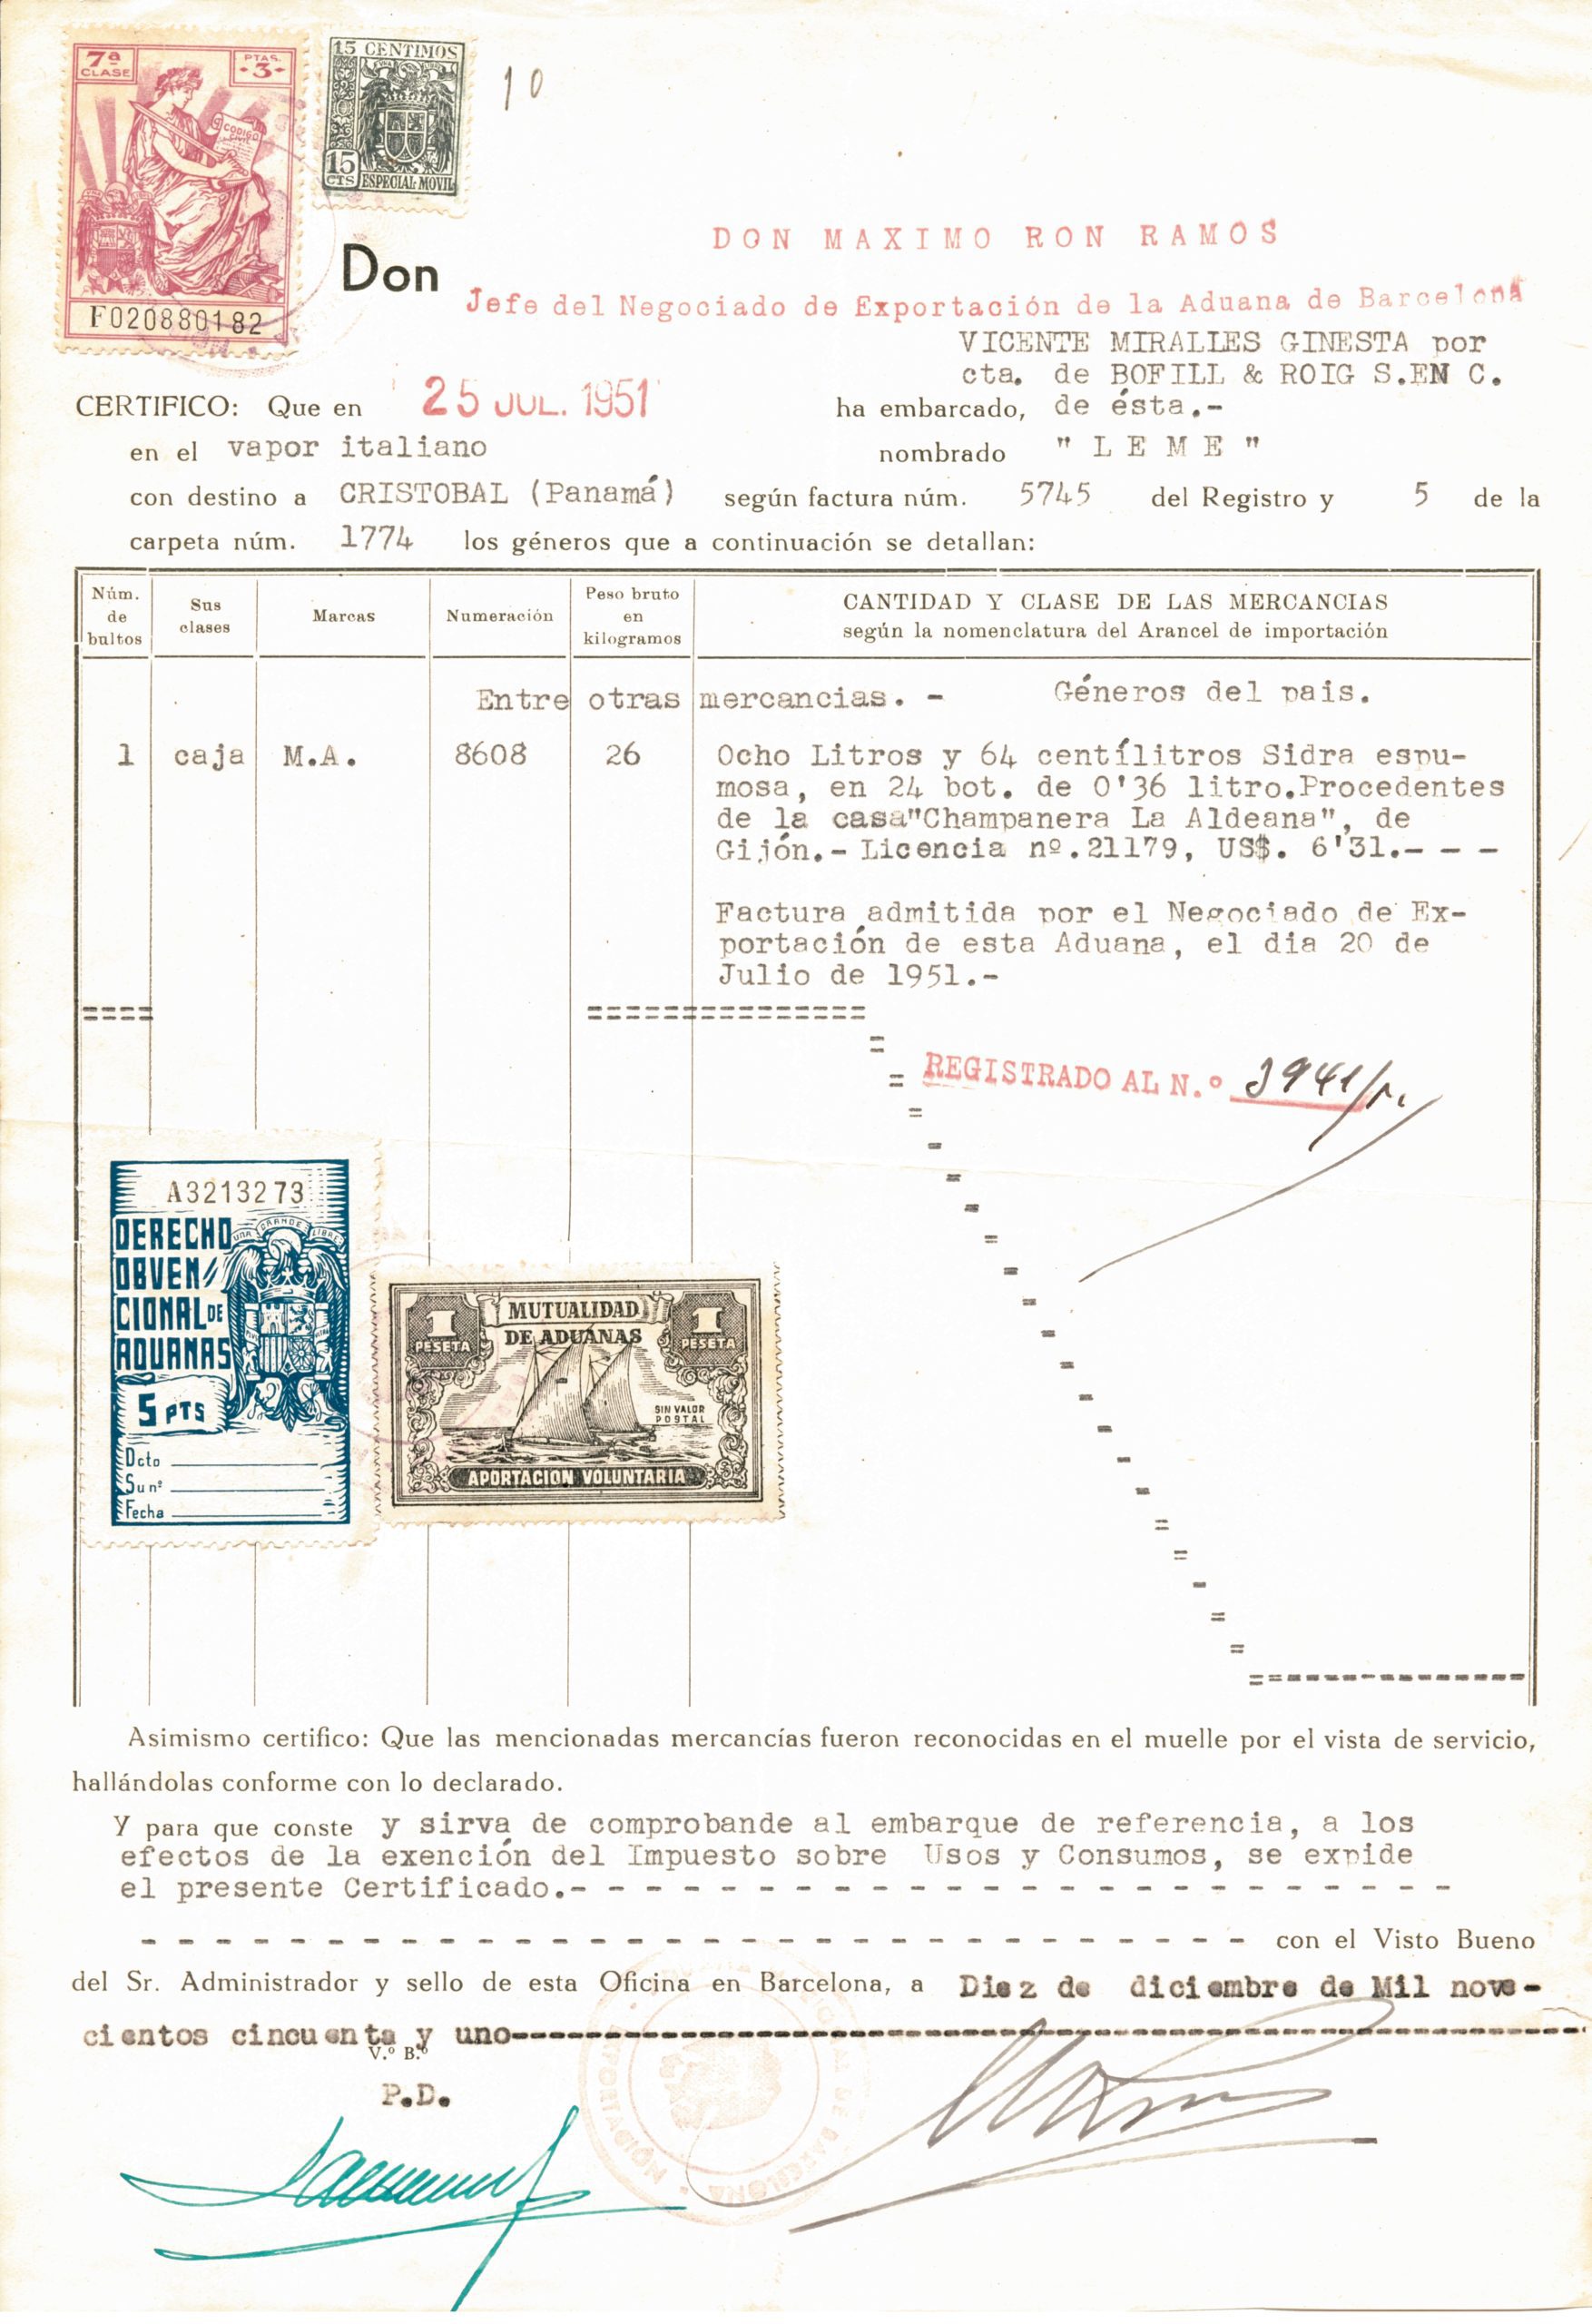 7ª CLASE
PTAS. -3-
CODIGO CIVIL
F020880182
15 CENTIMOS
15 CTS ESPECIAL MOVIL
10
DON MAXIMO RON RAMOS
Don
Jefe del Negociado de Exportación de la Aduana de Barcelona
VICENTE MIRALLES GINESTA por
cta. de BOFILL & ROIG S.EN C.
CERTIFICO: Que en 25 JUL. 1951 ha embarcado, de ésta.-
en el vapor italiano nombrado " L E M E "
con destino a CRISTOBAL (Panamá) según factura núm. 5745 del Registro y 5 de la
carpeta núm. 1774 los géneros que a continuación se detallan:
Núm. de bultos
Sus clases
Marcas
Numeración
Peso bruto en kilogramos
CANTIDAD Y CLASE DE LAS MERCANCIAS
según la nomenclatura del Arancel de importación
Entre otras mercancias. - Géneros del pais.
1 caja M.A. 8608 26 Ocho Litros y 64 centílitros Sidra espu-
mosa, en 24 bot. de 0'36 litro.Procedentes
de la casa"Champanera La Aldeana", de
Gijón.- Licencia nº.21179, US$. 6'31.- - -
Factura admitida por el Negociado de Ex-
portación de esta Aduana, el dia 20 de
Julio de 1951.-
REGISTRADO AL N.º 3941/
A3213273
DERECHO
OBVEN//
CIONAL DE
ADUANAS
UNA GRANDE LIBRE
5 PTS
Dcto
Su nº
Fecha
1 PESETA
MUTUALIDAD
DE ADUANAS
1 PESETA
SIN VALOR
POSTAL
APORTACION VOLUNTARIA
Asimismo certifico: Que las mencionadas mercancías fueron reconocidas en el muelle por el vista de servicio,
hallándolas conforme con lo declarado.
Y para que conste y sirva de comprobande al embarque de referencia, a los
efectos de la exención del Impuesto sobre Usos y Consumos, se expide
el presente Certificado.- - - - - - - - - - - - - - - - - - - - - - - -
- - - - - - - - - - - - - - - - - - - - con el Visto Bueno
del Sr. Administrador y sello de esta Oficina en Barcelona, a Diez de diciembre de Mil nove-
cientos cincuenta y uno--------------------
V.º B.º
P.D.